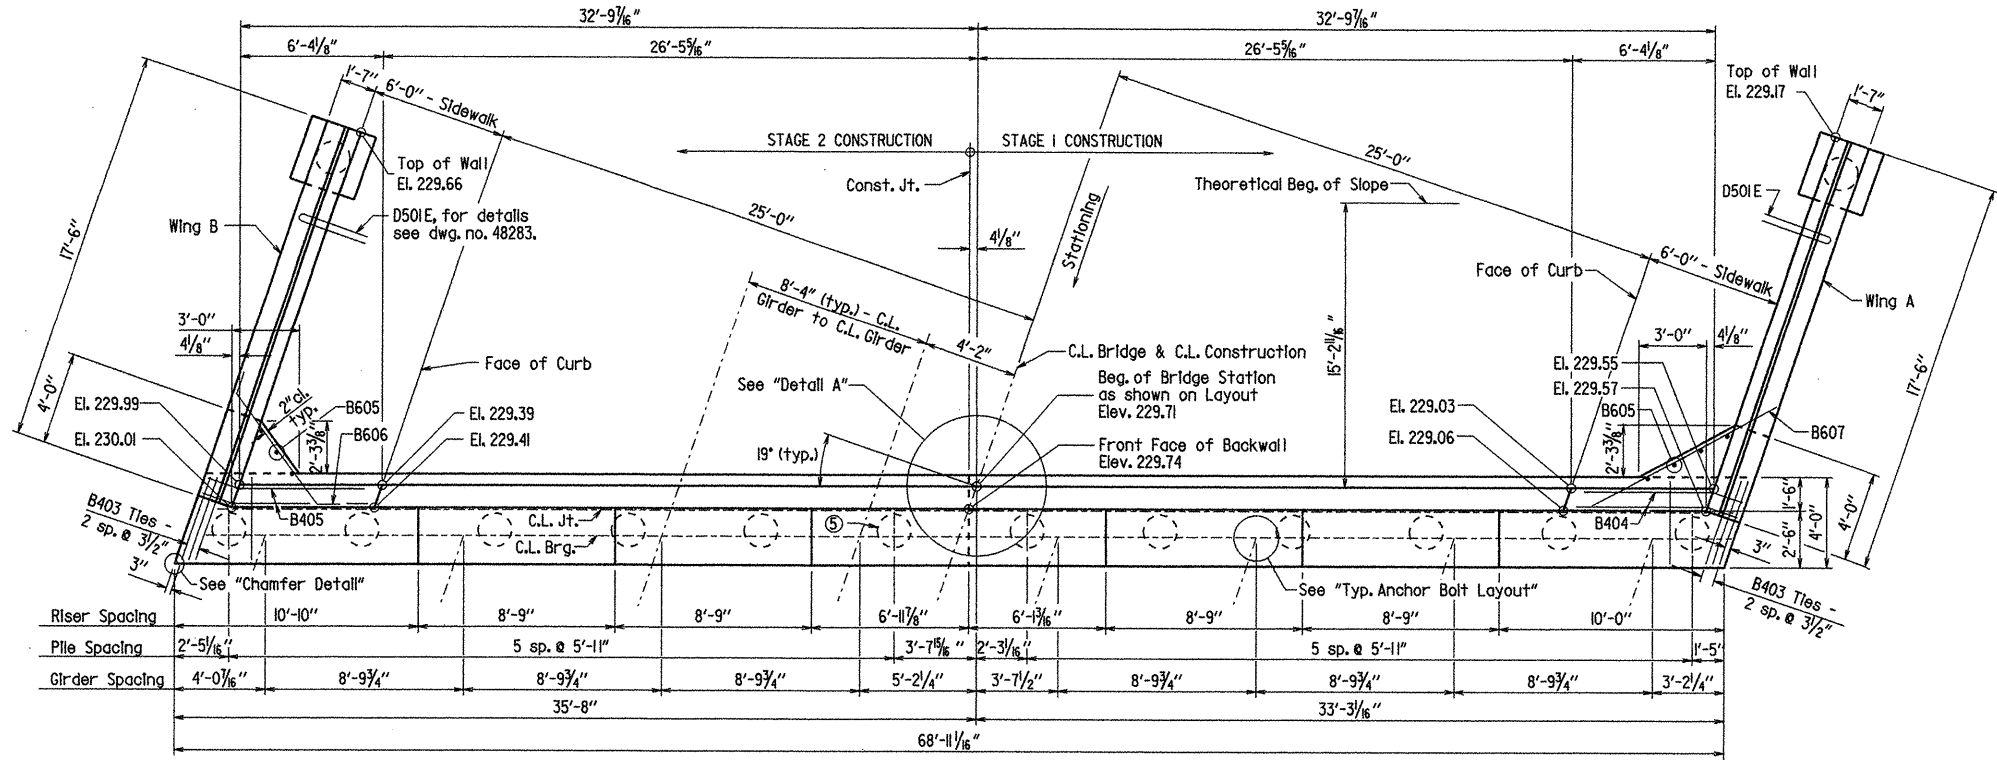 32'-9 7/16"
32'-9 7/16"
6'-4 1/8"
26'-5 5/16"
26'-5 5/16"
6'-4 1/8"
1'-7"
6'-0" - Sidewalk
Top of Wall
El. 229.17
1'-7"
STAGE 2 CONSTRUCTION
STAGE 1 CONSTRUCTION
Top of Wall
El. 229.66
Const. Jt.
25'-0"
Theoretical Beg. of Slope
D501E
17'-6"
Wing B
D501E, for details
see dwg. no. 48283.
25'-0"
4 1/8"
Stationing
6'-0" - Sidewalk
Face of Curb
Wing A
8'-4" (typ.) - C.L.
Girder to C.L. Girder
4'-2"
15'-2 11/16"
3'-0"
4 1/8"
3'-0"
4 1/8"
17'-6"
Face of Curb
C.L. Bridge & C.L. Construction
Beg. of Bridge Station
as shown on Layout
Elev. 229.71
See "Detail A"
El. 229.55
El. 229.57
4'-0"
El. 229.99
El. 230.01
2" cl.
typ.
B605
B606
2'-3 3/8"
El. 229.39
El. 229.41
19° (typ.)
Front Face of Backwall
Elev. 229.74
El. 229.03
El. 229.06
B605
2'-3 3/8"
B607
B403 Ties -
2 sp. @ 3 1/2"
3"
B405
C.L. Jt.
C.L. Brg.
5
B404
1'-6"
2'-6"
4'-0"
4'-0"
3"
See "Chamfer Detail"
See "Typ. Anchor Bolt Layout"
B403 Ties -
2 sp. @ 3 1/2"
Riser Spacing 10'-10" 8'-9" 8'-9" 6'-11 7/8" 6'-1 3/16" 8'-9" 8'-9" 10'-0"
Pile Spacing 2'-5 1/16" 5 sp. @ 5'-11" 3'-7 15/16" 2'-3 1/16" 5 sp. @ 5'-11" 1'-5"
Girder Spacing 4'-0 7/16" 8'-9 3/4" 8'-9 3/4" 8'-9 3/4" 5'-2 1/4" 3'-7 1/2" 8'-9 3/4" 8'-9 3/4" 8'-9 3/4" 3'-2 1/4"
35'-8" 33'-3 1/16"
68'-11 1/16"